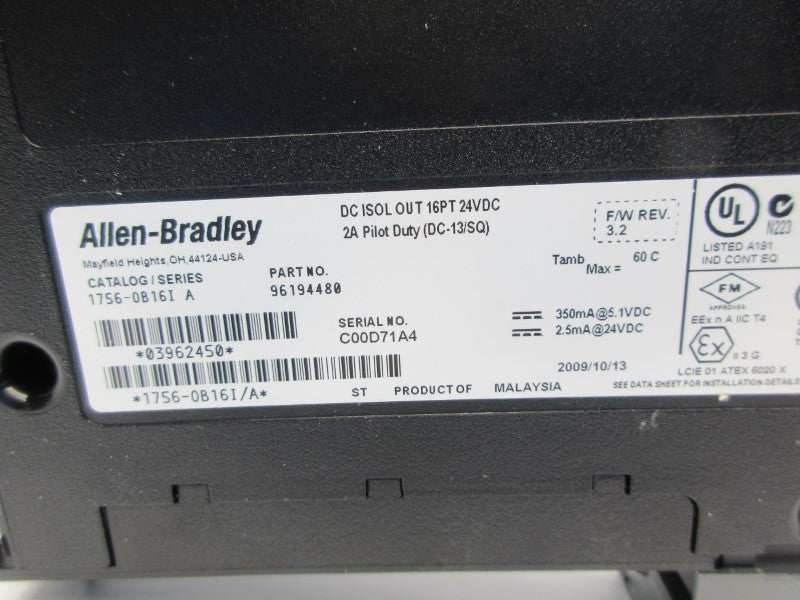 Allen-Bradley
Mayfield Heights,OH,44124-USA
CATALOG / SERIES
1756-OB16I A
PART NO.
96194480
DC ISOL OUT 16PT 24VDC
2A Pilot Duty (DC-13/SQ)
F/W REV.
3.2
Tamb Max = 60 C
*03962450*
SERIAL NO.
C00D71A4
350mA@5.1VDC
2.5mA@24VDC
2009/10/13
*1756-OB16I/A*
ST PRODUCT OF MALAYSIA
SEE DATA SHEET FOR INSTALLATION DETAILS
UL
LISTED A191
IND CONT EQ
N223
FM
APPROVED
EEx n A IIC T4
Ex II 3 G
LCIE 01 ATEX 6020 X